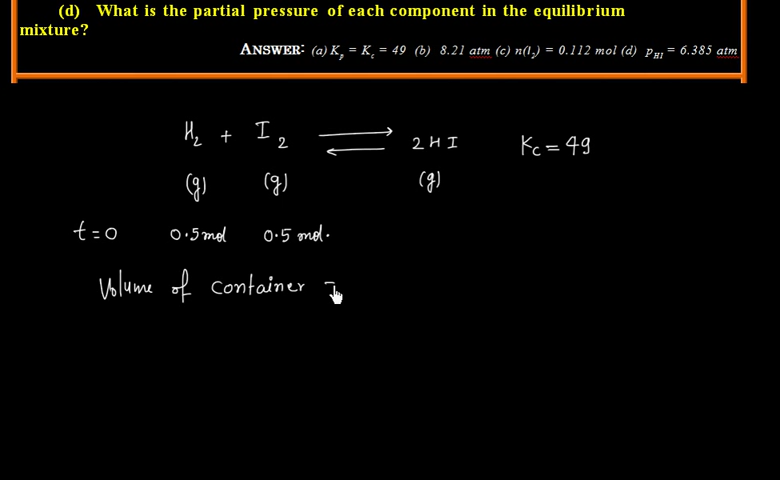 (d) What is the partial pressure of each component in the equilibrium
mixture?
ANSWER: (a) Kp = Kc = 49 (b) 8.21 atm (c) n(I2) = 0.112 mol (d) pHI = 6.385 atm
H2 + I2 ⇌ 2HI Kc = 49
(g) (g) (g)
t=0 0.5mol 0.5 mol.
Volume of container